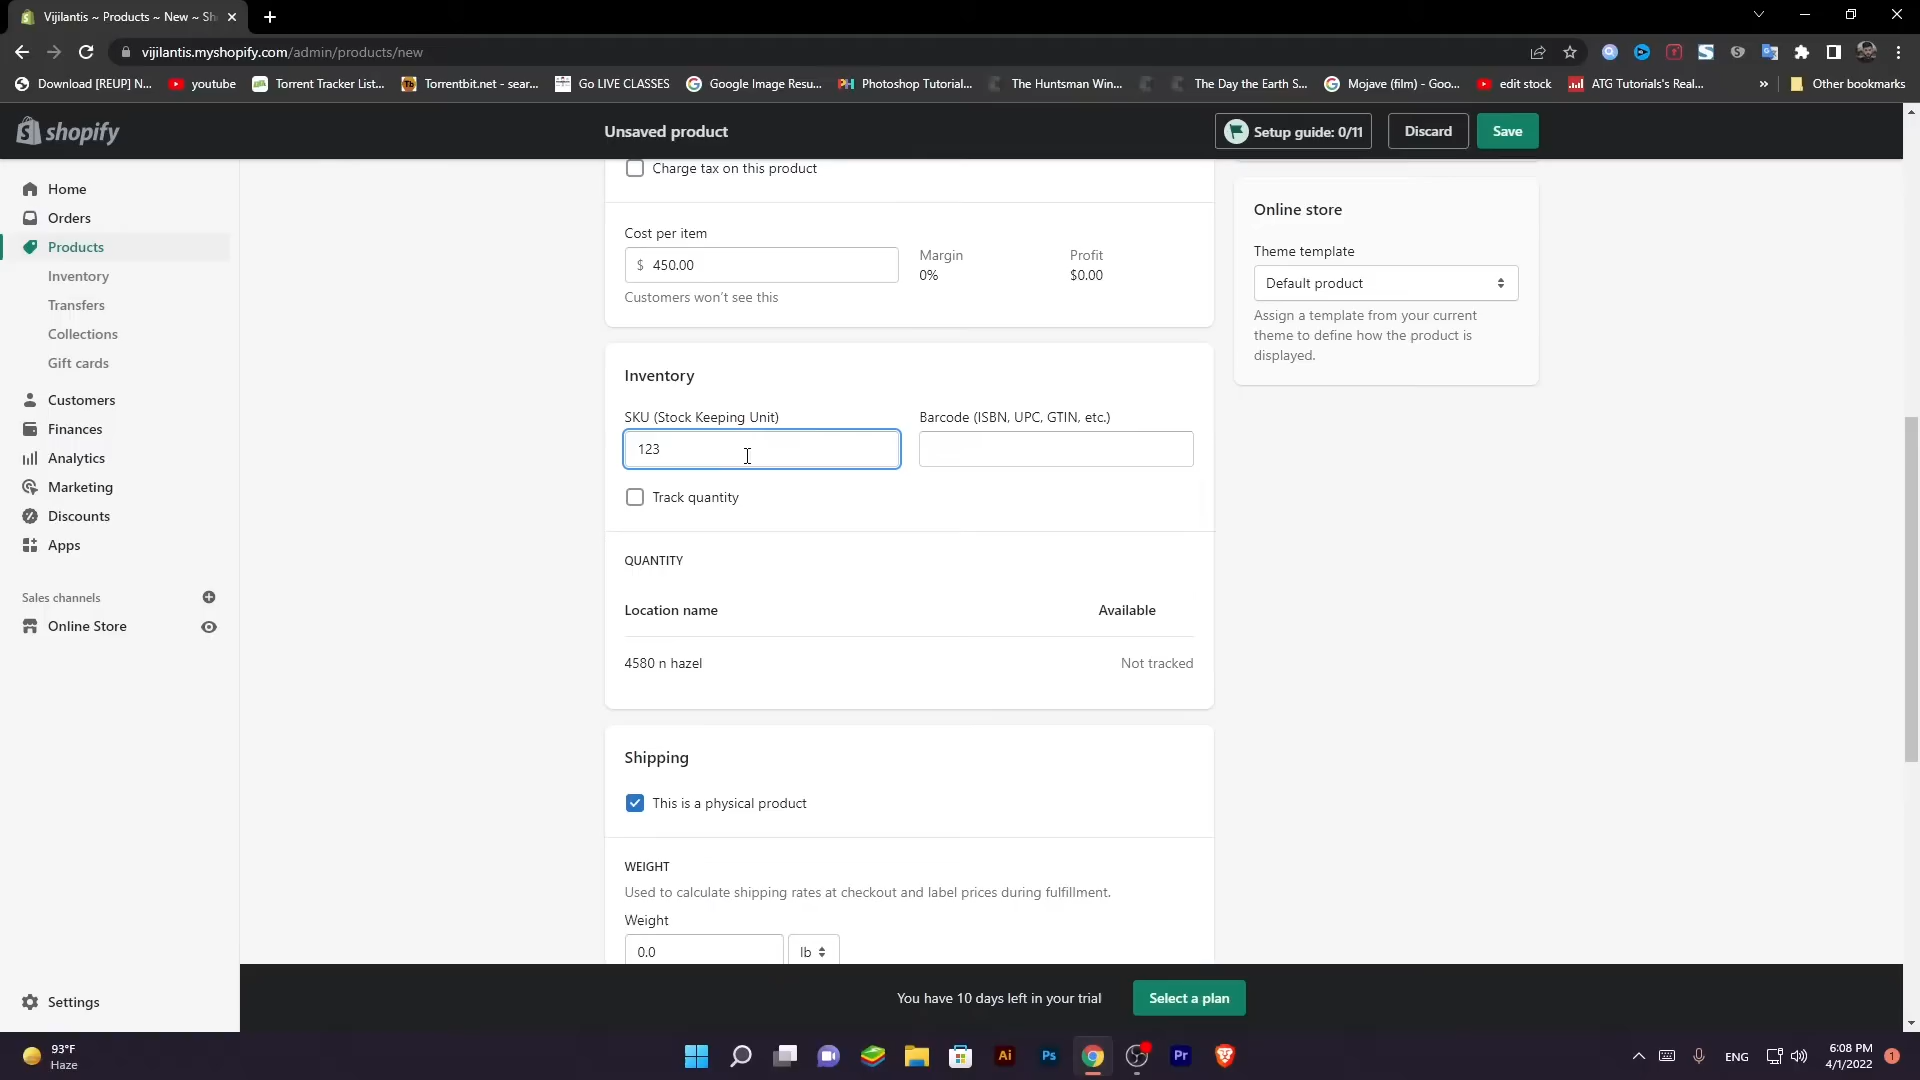 Vijilantis ~ Products ~ New ~ Sh
vijilantis.myshopify.com/admin/products/new
Download [REUP] N...
youtube
Torrent Tracker List...
Torrentbit.net - sear...
Go LIVE CLASSES
Google Image Resu...
Photoshop Tutorial...
The Huntsman Win...
The Day the Earth S...
Mojave (film) - Goo...
edit stock
ATG Tutorials's Real...
»
Other bookmarks
shopify
Unsaved product
Setup guide: 0/11
Discard
Save
Home
Orders
Products
Inventory
Transfers
Collections
Gift cards
Customers
Finances
Analytics
Marketing
Discounts
Apps
Sales channels
Online Store
Settings
Charge tax on this product
Cost per item
$ 450.00
Customers won't see this
Margin
0%
Profit
$0.00
Inventory
SKU (Stock Keeping Unit)
123
Barcode (ISBN, UPC, GTIN, etc.)
Track quantity
QUANTITY
Location name
Available
4580 n hazel
Not tracked
Shipping
This is a physical product
WEIGHT
Used to calculate shipping rates at checkout and label prices during fulfillment.
Weight
0.0
lb
Online store
Theme template
Default product
Assign a template from your current
theme to define how the product is
displayed.
You have 10 days left in your trial
Select a plan
93°F
Haze
Ai
Ps
Pr
ENG
6:08 PM
4/1/2022
1